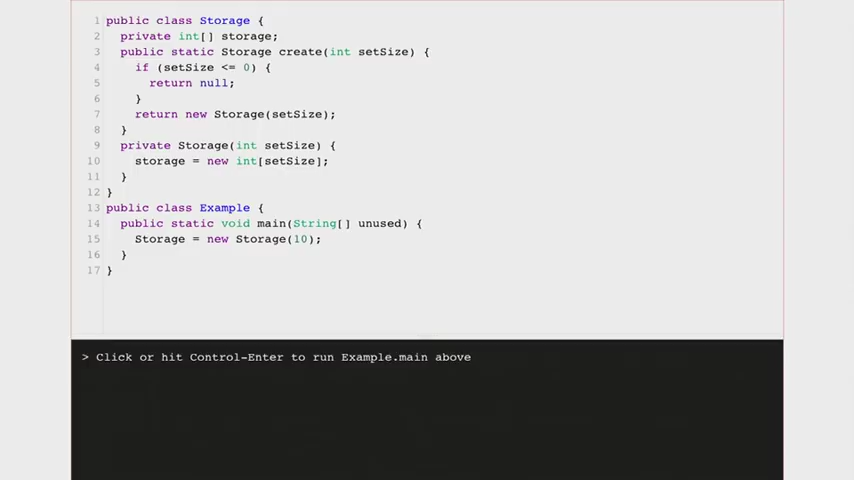 1 public class Storage {
2   private int[] storage;
3   public static Storage create(int setSize) {
4     if (setSize <= 0) {
5       return null;
6     }
7     return new Storage(setSize);
8   }
9   private Storage(int setSize) {
10     storage = new int[setSize];
11   }
12 }
13 public class Example {
14   public static void main(String[] unused) {
15     Storage = new Storage(10);
16   }
17 }
> Click or hit Control-Enter to run Example.main above